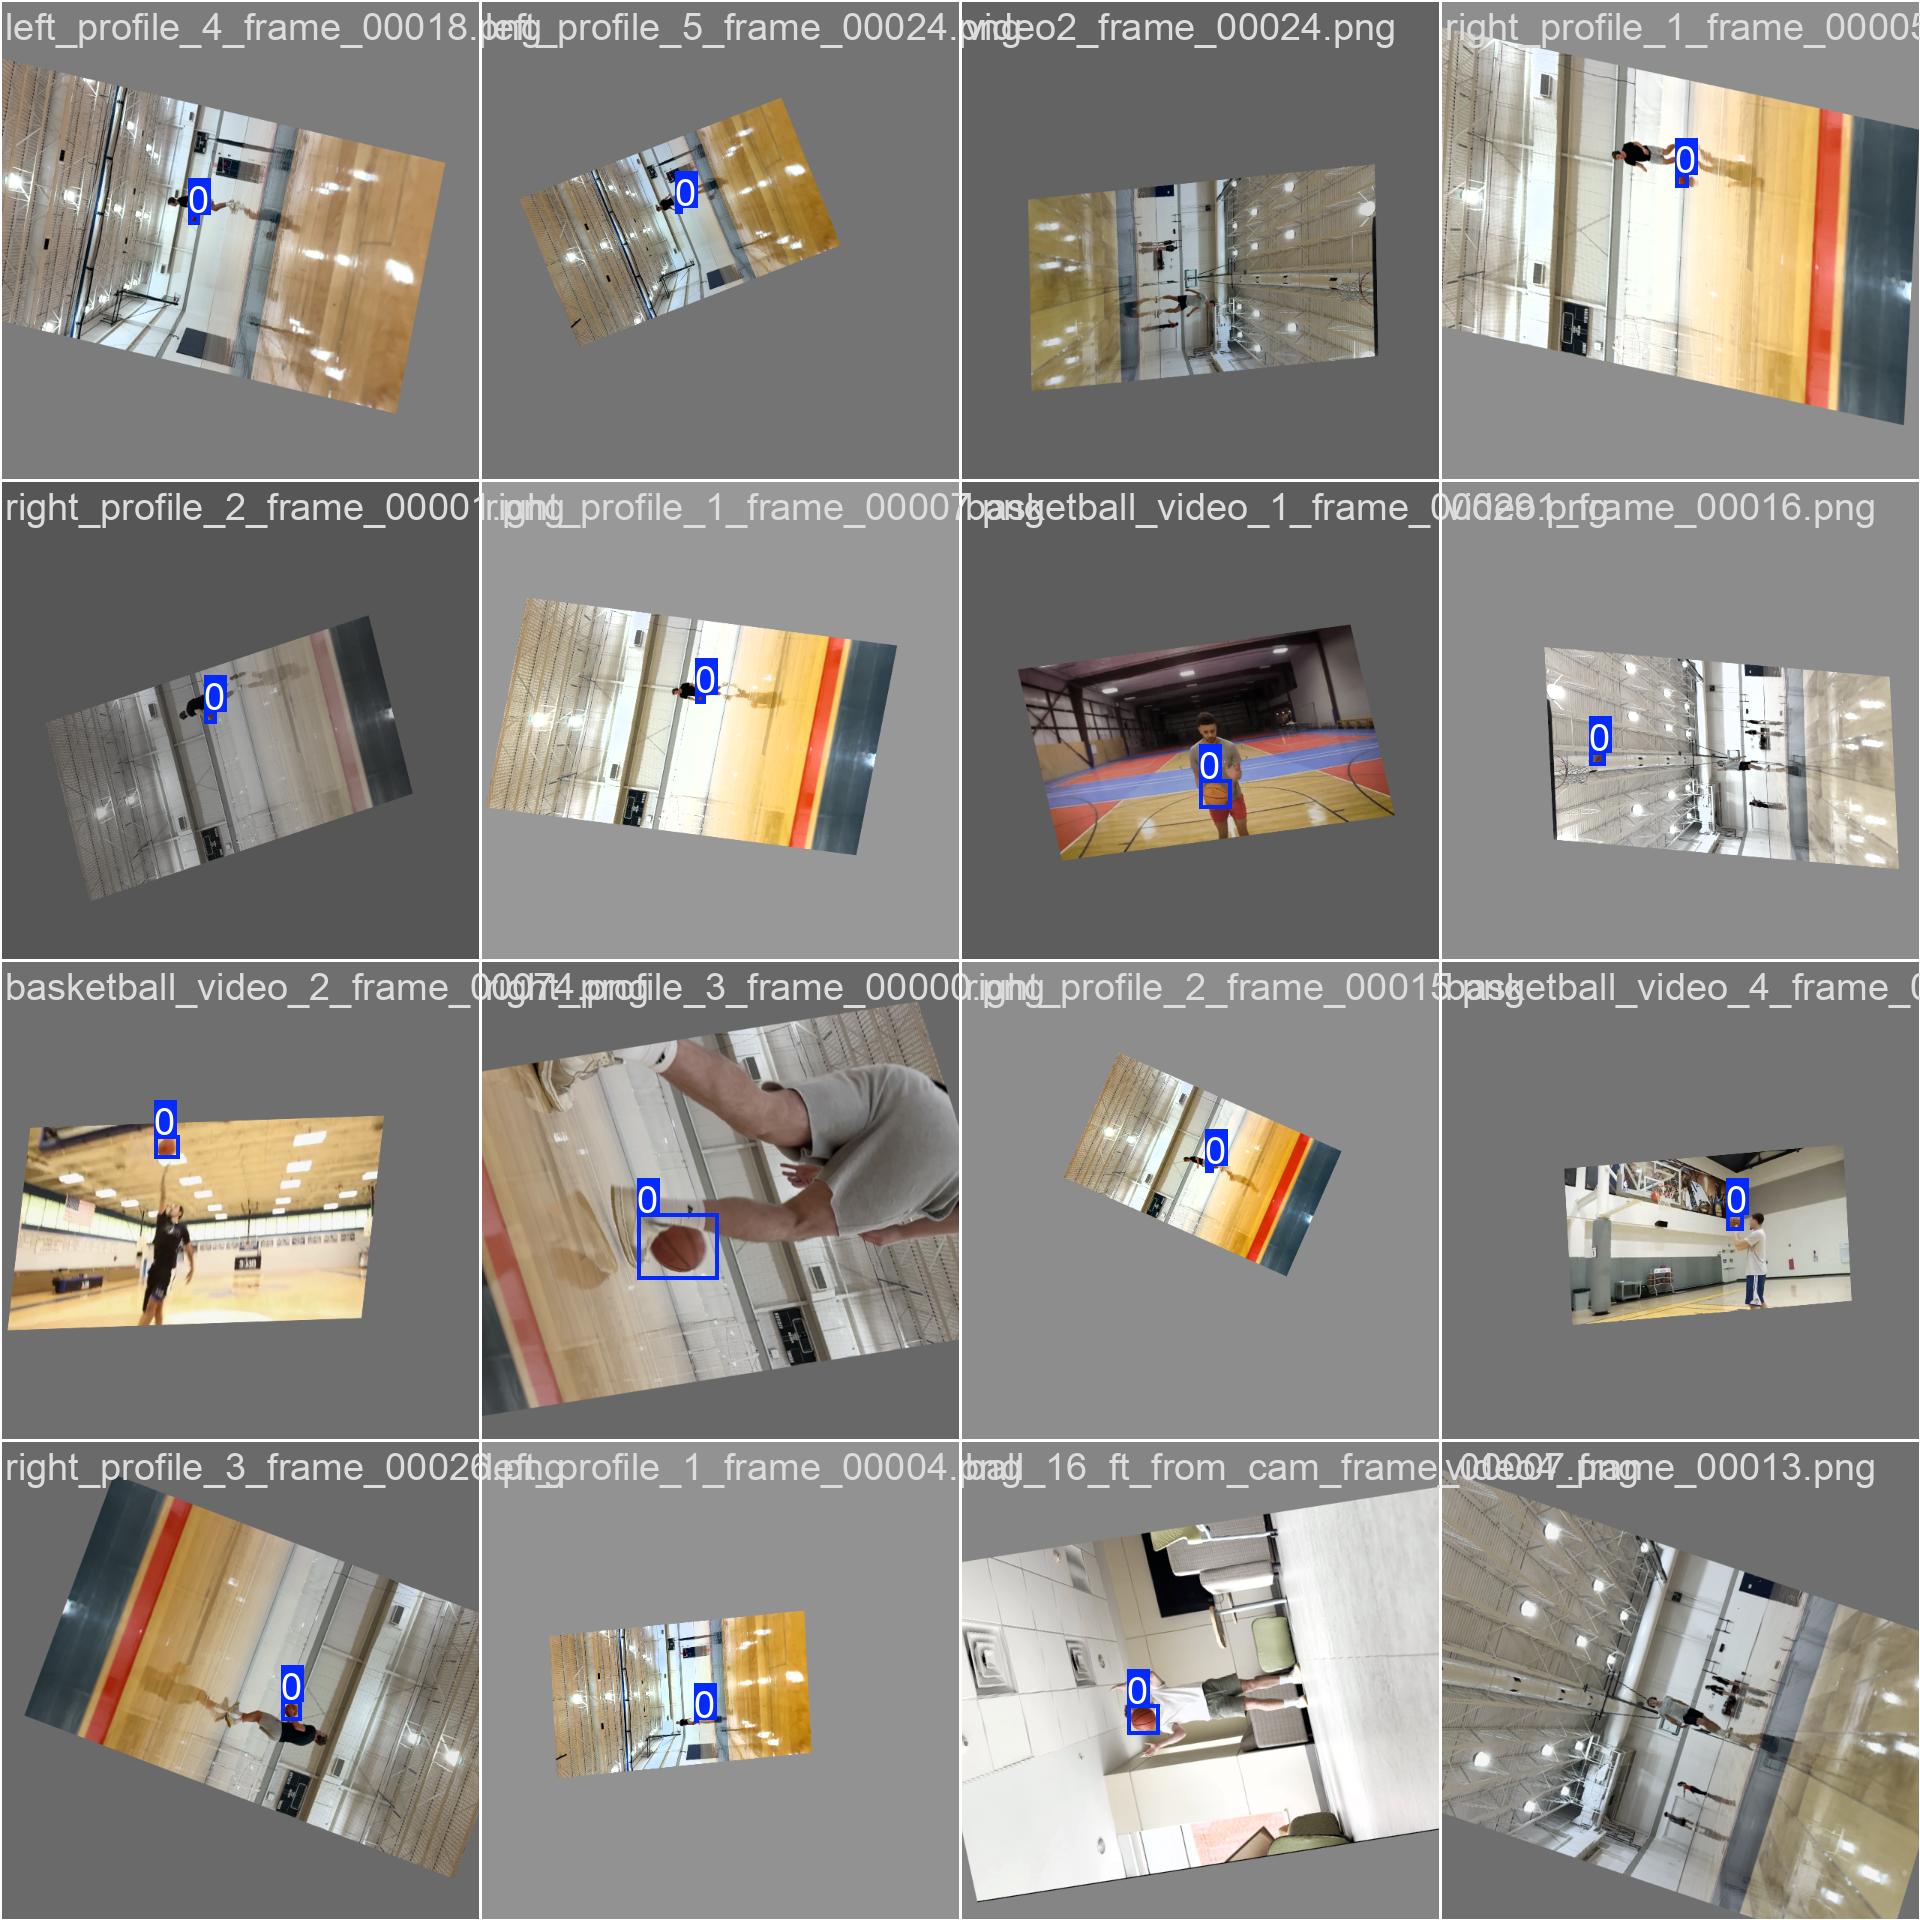 left_profile_4_frame_00018.png
left_profile_5_frame_00024.png
video2_frame_00024.png
right_profile_1_frame_00005
0
0
0
right_profile_2_frame_00001.png
right_profile_1_frame_00007.png
basketball_video_1_frame_00029.png
video1_frame_00016.png
0
0
0
0
basketball_video_2_frame_00074.png
right_profile_3_frame_00000.png
right_profile_2_frame_00015.png
basketball_video_4_frame_0
0
0
0
0
right_profile_3_frame_00026.png
left_profile_1_frame_00004.png
ball_16_ft_from_cam_frame_00007.png
frame_00013.png
0
0
0